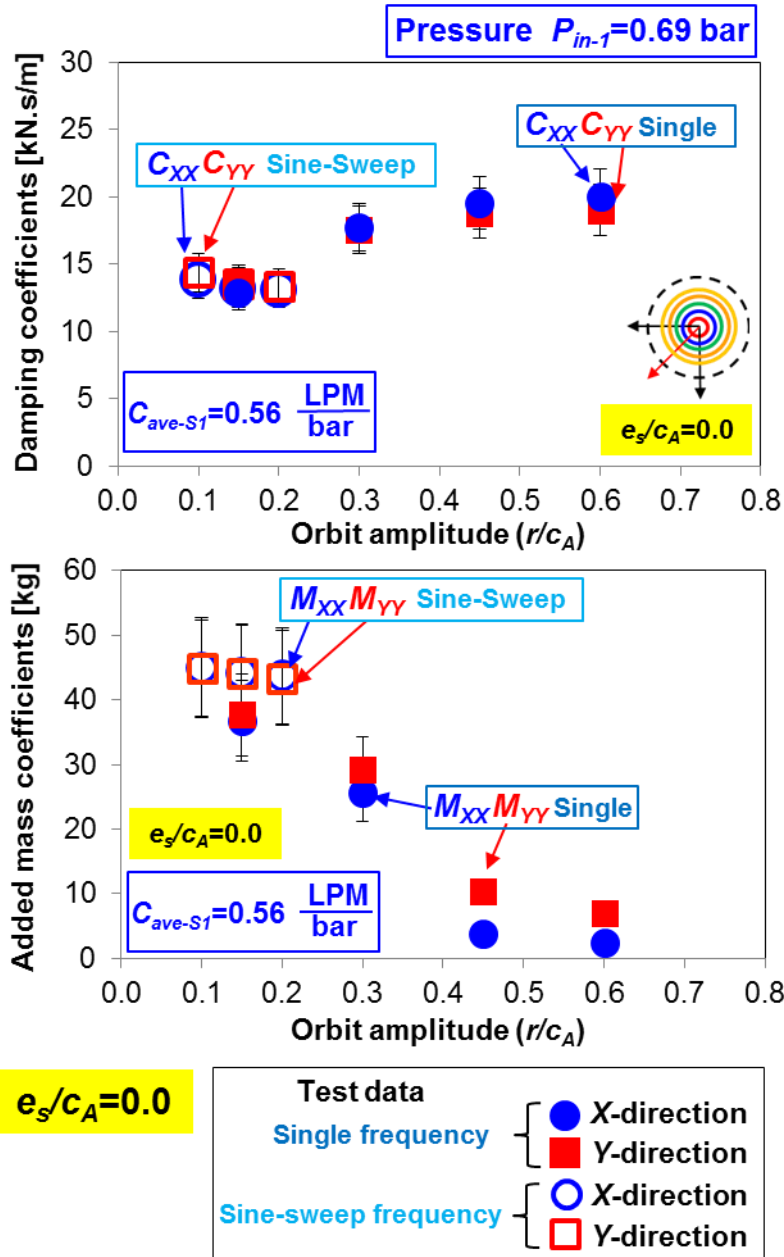 Pressure P_in-1=0.69 bar
Damping coefficients [kN.s/m]
30
25
20
15
10
5
0
C_XX C_YY Sine-Sweep
C_XX C_YY Single
C_ave-S1=0.56 LPM/bar
e_s/c_A=0.0
0.0 0.1 0.2 0.3 0.4 0.5 0.6 0.7 0.8
Orbit amplitude (r/c_A)
Added mass coefficients [kg]
60
50
40
30
20
10
0
M_XX M_YY Sine-Sweep
M_XX M_YY Single
e_s/c_A=0.0
C_ave-S1=0.56 LPM/bar
0.0 0.1 0.2 0.3 0.4 0.5 0.6 0.7 0.8
Orbit amplitude (r/c_A)
e_s/c_A=0.0
Test data
Single frequency
X-direction
Y-direction
Sine-sweep frequency
X-direction
Y-direction